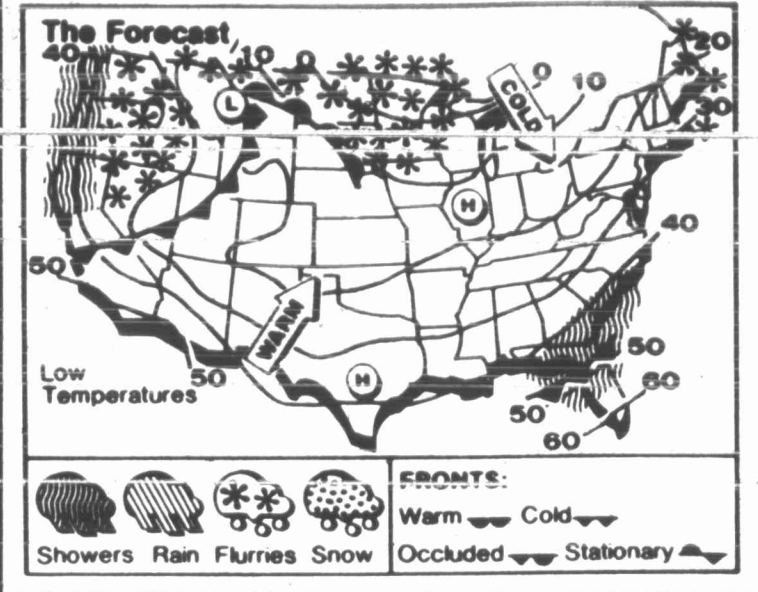 The Forecast
40
10
0
20
L
COLD
0
10
30
H
40
50
WARM
50
H
50
Low
Temperatures
50
60
60
Showers
Rain
Flurries
Snow
FRONTS:
Warm
Cold
Occluded
Stationary